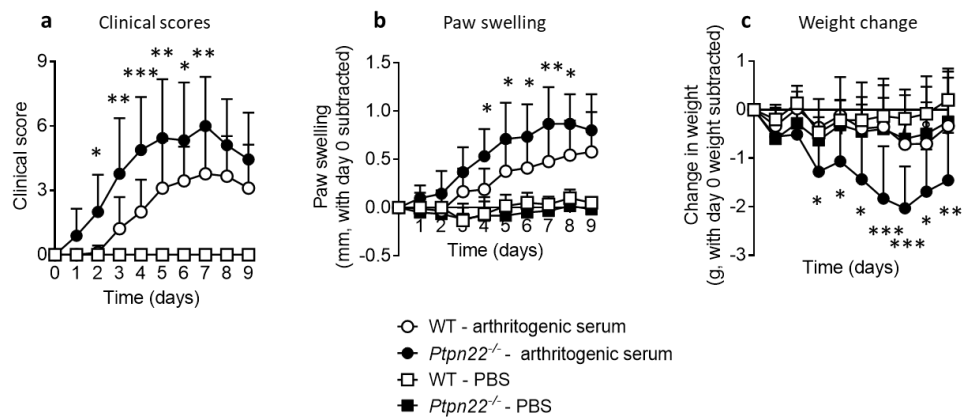 a Clinical scores
Clinical score
9
6
3
0
* ** *** ** * **
0 1 2 3 4 5 6 7 8 9
Time (days)
b Paw swelling
Paw swelling
(mm, with day 0 subtracted)
1.5
1.0
0.5
0.0
-0.5
* * * ** *
1 2 3 4 5 6 7 8 9
Time (days)
c Weight change
Change in weight
(g, with day 0 weight subtracted)
1
0
-1
-2
-3
* * * *** *** * **
Time (days)
WT - arthritogenic serum
Ptpn22-/- - arthritogenic serum
WT - PBS
Ptpn22-/- - PBS